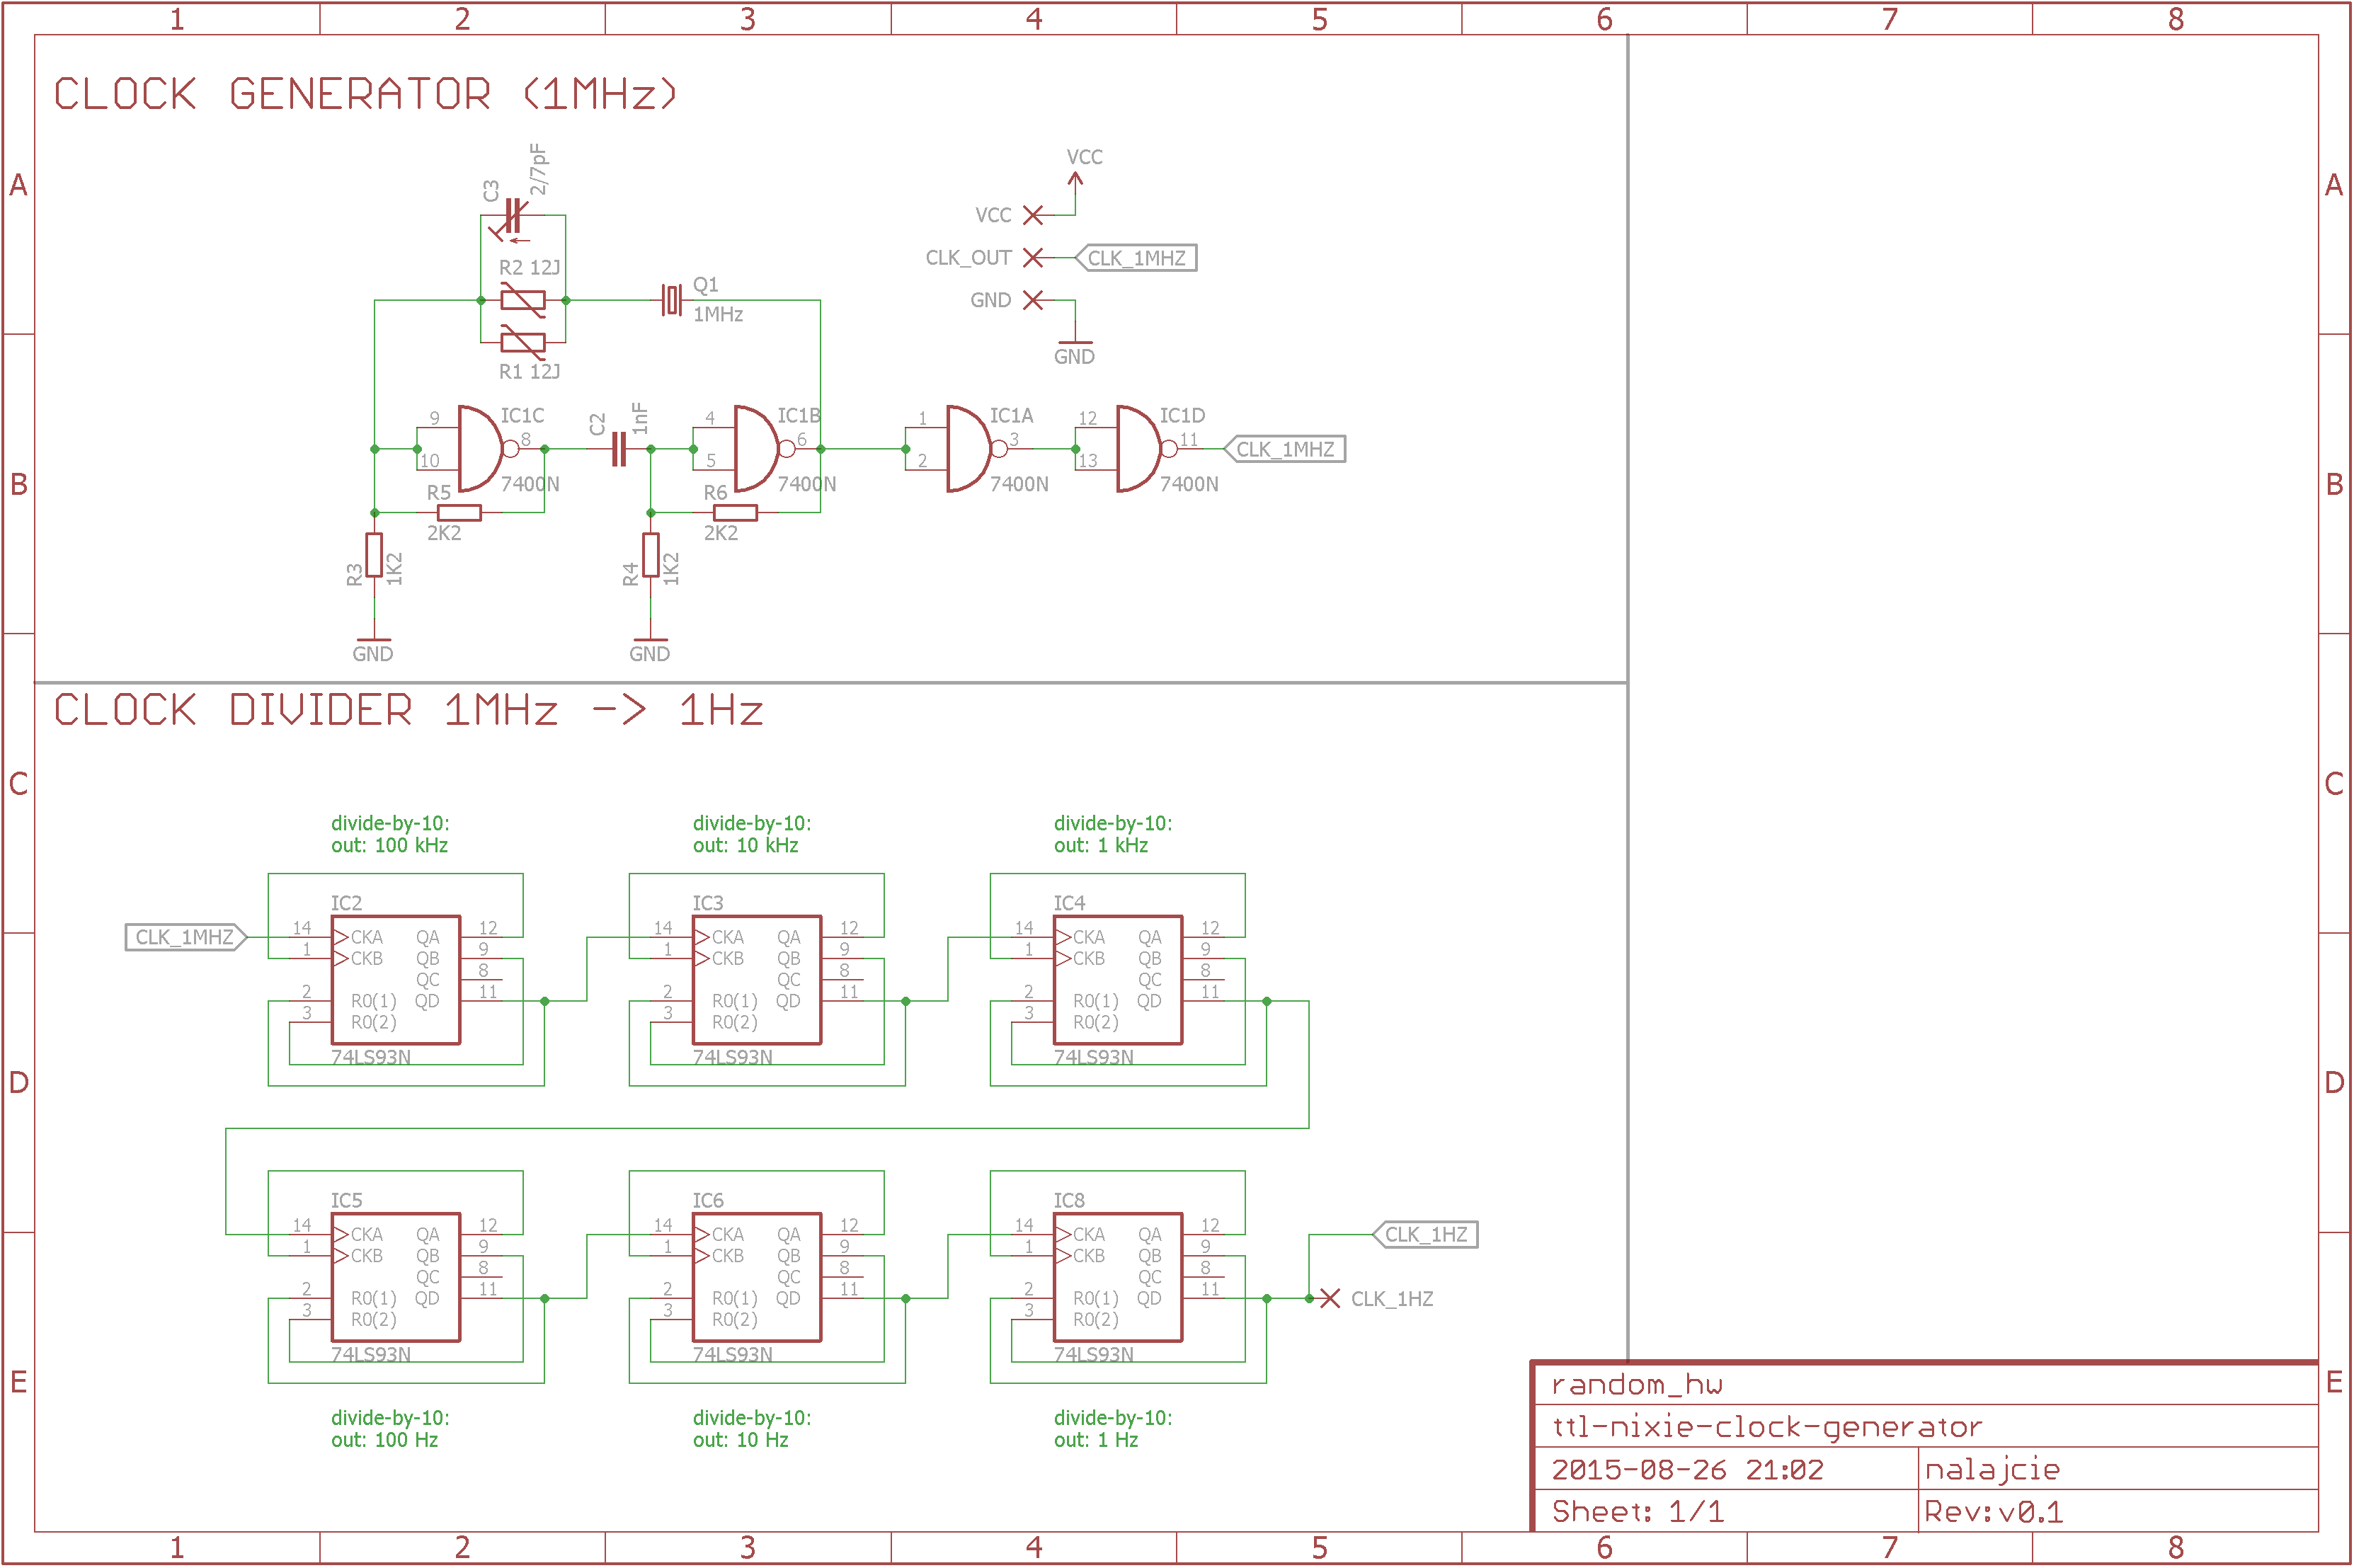 1 2 3 4 5 6 7 8
CLOCK GENERATOR (1MHz)
A A
C3
2/7pF
R2 12J
R1 12J
Q1
1MHz
VCC
VCC
CLK_OUT CLK_1MHZ
GND
GND
B B
9
10
IC1C
8
7400N
R5
2K2
R3
1K2
GND
C2
1nF
4
5
IC1B
6
7400N
R6
2K2
R4
1K2
GND
1
2
IC1A
3
7400N
12
13
IC1D
11
7400N
CLK_1MHZ
CLOCK DIVIDER 1MHz -> 1Hz
C C
divide-by-10:
out: 100 kHz
divide-by-10:
out: 10 kHz
divide-by-10:
out: 1 kHz
CLK_1MHZ
IC2
14 CKA QA 12
1 CKB QB 9
QC 8
2 R0(1) QD 11
3 R0(2)
74LS93N
IC3
14 CKA QA 12
1 CKB QB 9
QC 8
2 R0(1) QD 11
3 R0(2)
74LS93N
IC4
14 CKA QA 12
1 CKB QB 9
QC 8
2 R0(1) QD 11
3 R0(2)
74LS93N
D D
IC5
14 CKA QA 12
1 CKB QB 9
QC 8
2 R0(1) QD 11
3 R0(2)
74LS93N
IC6
14 CKA QA 12
1 CKB QB 9
QC 8
2 R0(1) QD 11
3 R0(2)
74LS93N
IC8
14 CKA QA 12
1 CKB QB 9
QC 8
2 R0(1) QD 11
3 R0(2)
74LS93N
CLK_1HZ
CLK_1HZ
E E
divide-by-10:
out: 100 Hz
divide-by-10:
out: 10 Hz
divide-by-10:
out: 1 Hz
random_hw
ttl-nixie-clock-generator
2015-08-26 21:02 nalajcie
Sheet: 1/1 Rev:v0.1
1 2 3 4 5 6 7 8